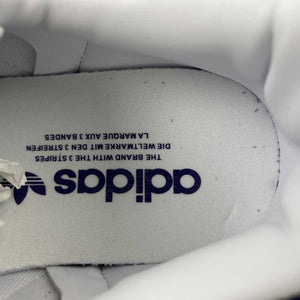 adidas
THE BRAND WITH THE 3 STRIPES
DIE WELTMARKE MIT DEN 3 STREIFEN
LA MARQUE AUX 3 BANDES